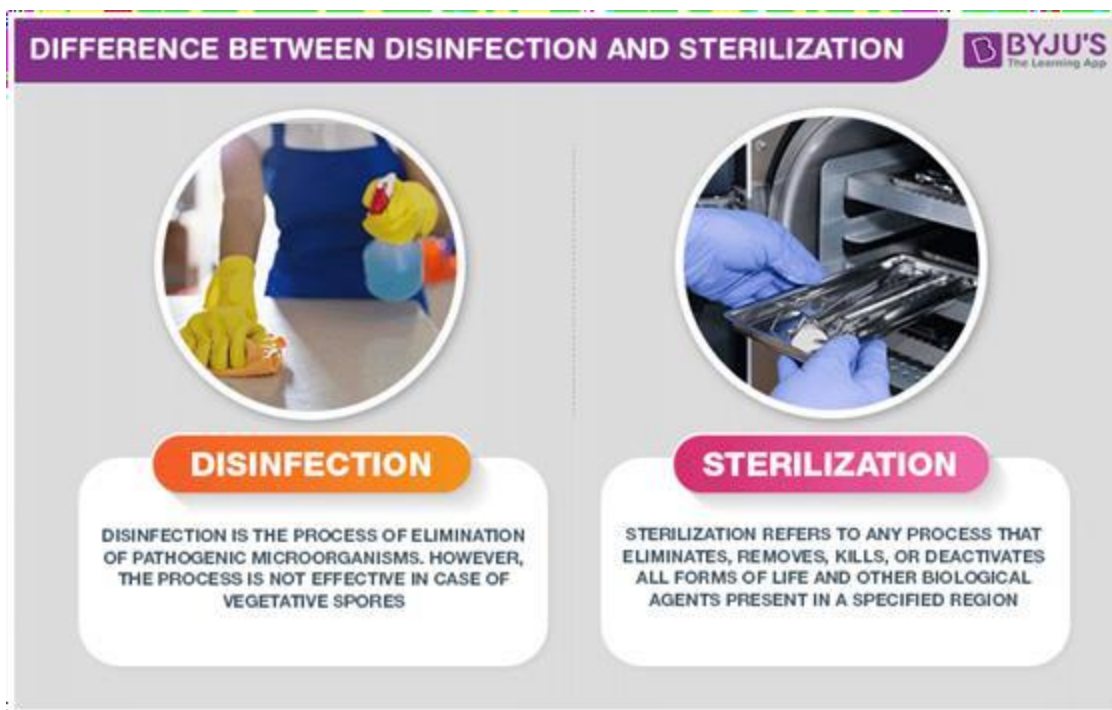 DIFFERENCE BETWEEN DISINFECTION AND STERILIZATION
BYJU'S
The Learning App
DISINFECTION
DISINFECTION IS THE PROCESS OF ELIMINATION
OF PATHOGENIC MICROORGANISMS. HOWEVER,
THE PROCESS IS NOT EFFECTIVE IN CASE OF
VEGETATIVE SPORES
STERILIZATION
STERILIZATION REFERS TO ANY PROCESS THAT
ELIMINATES, REMOVES, KILLS, OR DEACTIVATES
ALL FORMS OF LIFE AND OTHER BIOLOGICAL
AGENTS PRESENT IN A SPECIFIED REGION